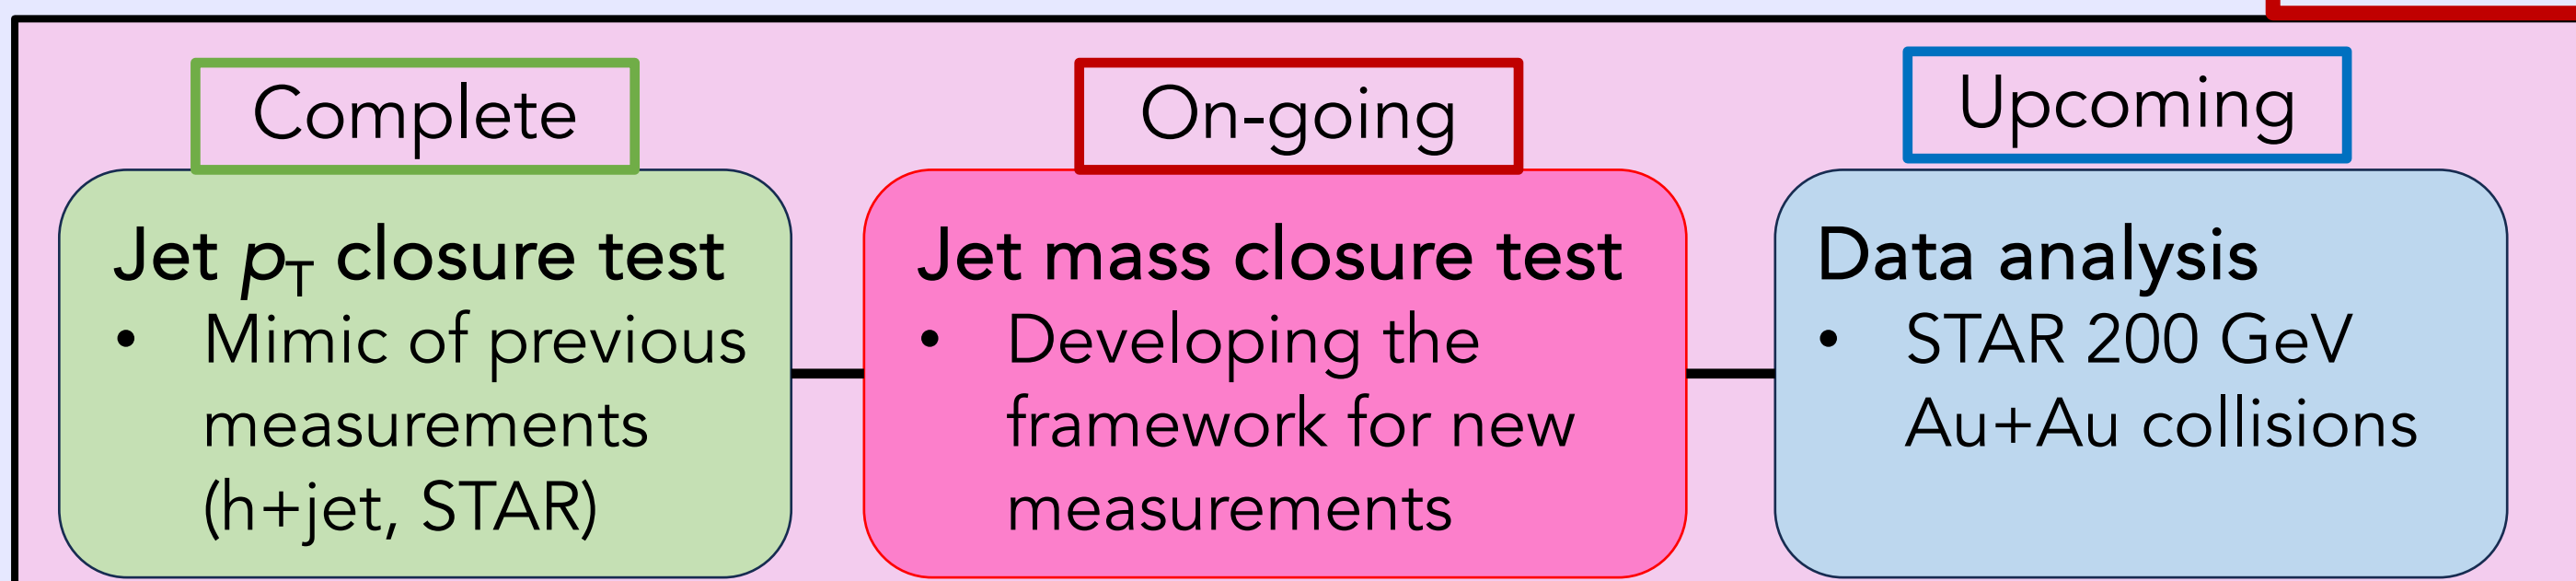 Complete
Jet pT closure test
• Mimic of previous
measurements
(h+jet, STAR)
On-going
Jet mass closure test
• Developing the
framework for new
measurements
Upcoming
Data analysis
• STAR 200 GeV
Au+Au collisions